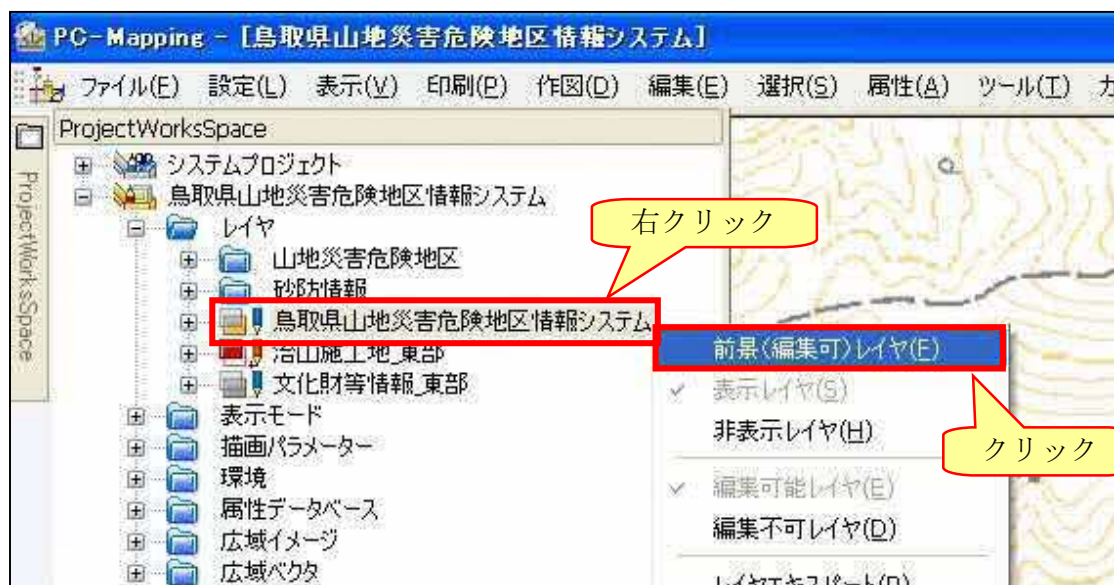 PC-Mapping - [鳥取県山地災害危険地区情報システム]
ファイル(F) 設定(L) 表示(V) 印刷(P) 作図(D) 編集(E) 選択(S) 属性(A) ツール(T) カ
ProjectWorksSpace
ProjectWorksSpace
システムプロジェクト
鳥取県山地災害危険地区情報システム
レイヤ
右クリック
山地災害危険地区
砂防情報
鳥取県山地災害危険地区情報システム
前景(編集可)レイヤ(F)
治山施工地_東部
文化財等情報_東部
表示レイヤ(S)
表示モード
非表示レイヤ(H)
クリック
描画パラメーター
環境
編集可能レイヤ(E)
属性データベース
編集不可レイヤ(D)
広域イメージ
広域ベクタ
レイヤエキスパート(P)